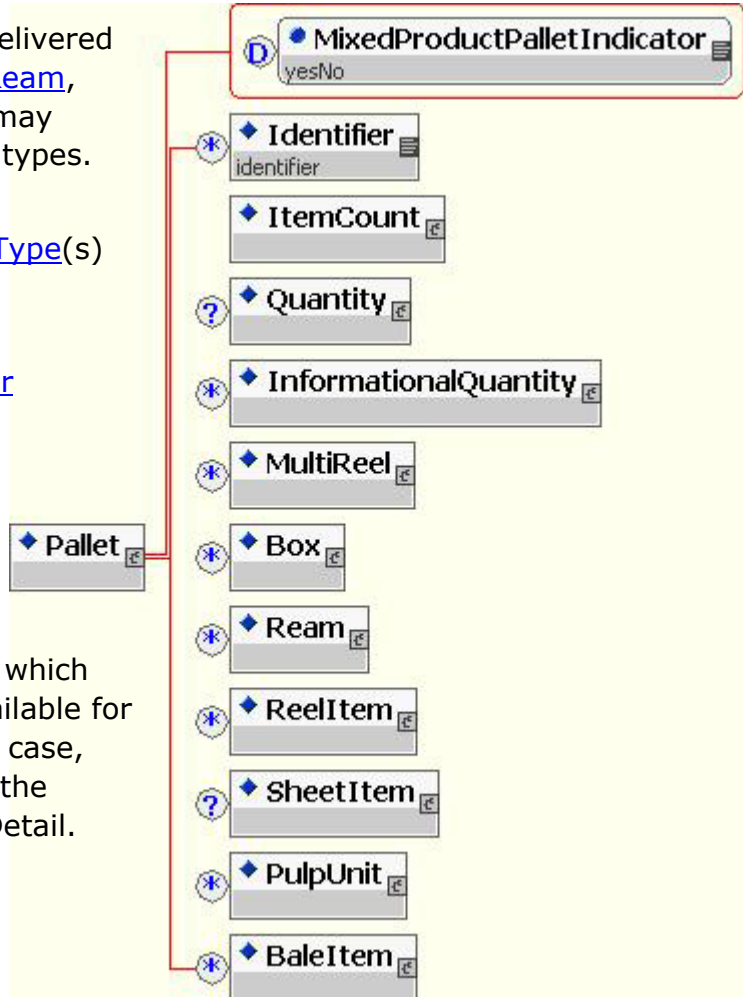 elivered
eam,
may
types.
Type(s)
r
which
ilable for
case,
the
etail.
Pallet
D
MixedProductPalletIndicator
yesNo
*
Identifier
identifier
ItemCount
?
Quantity
*
InformationalQuantity
*
MultiReel
*
Box
*
Ream
*
ReelItem
?
SheetItem
*
PulpUnit
*
BaleItem